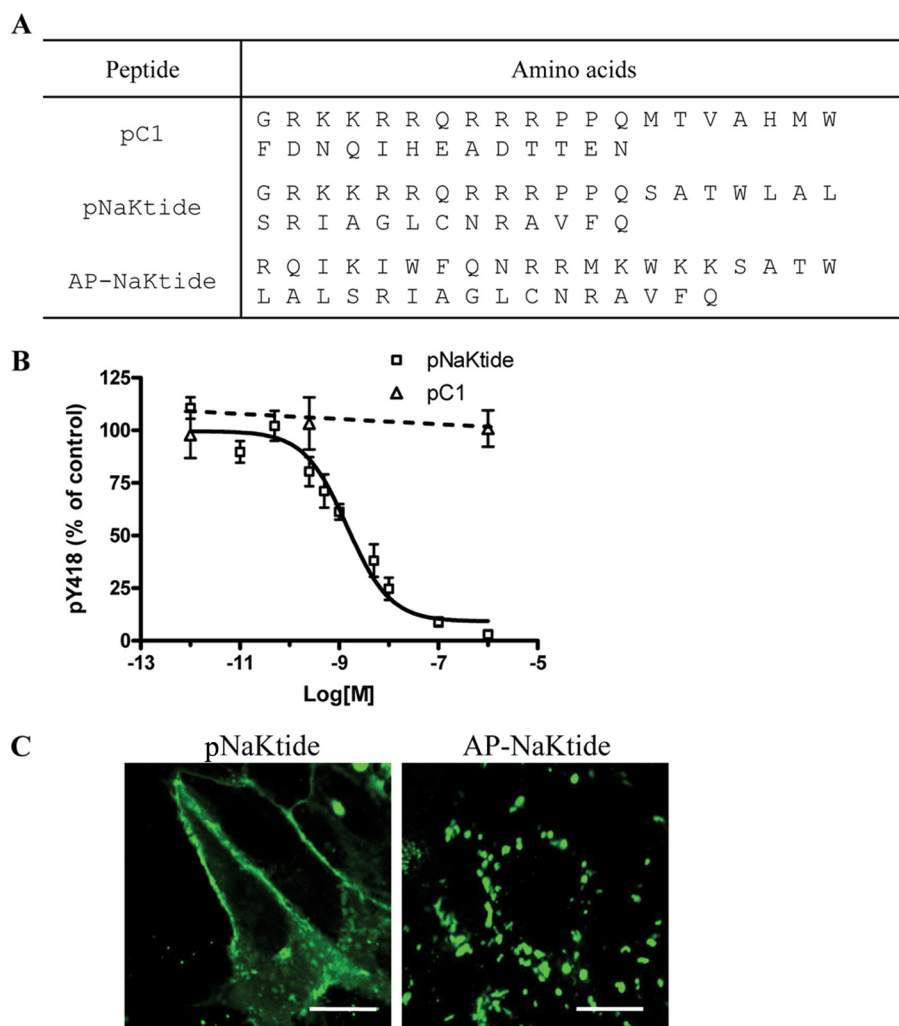 A
Peptide Amino acids
pC1
G R K K R R Q R R R P P Q M T V A H M W
F D N Q I H E A D T T E N
pNaKtide
G R K K R R Q R R R P P Q S A T W L A L
S R I A G L C N R A V F Q
AP-NaKtide
R Q I K I W F Q N R R M K W K K S A T W
L A L S R I A G L C N R A V F Q
B
pNaKtide
pC1
pY418 (% of control)
125
100
75
50
25
0
-13 -11 -9 -7 -5
Log[M]
C
pNaKtide AP-NaKtide